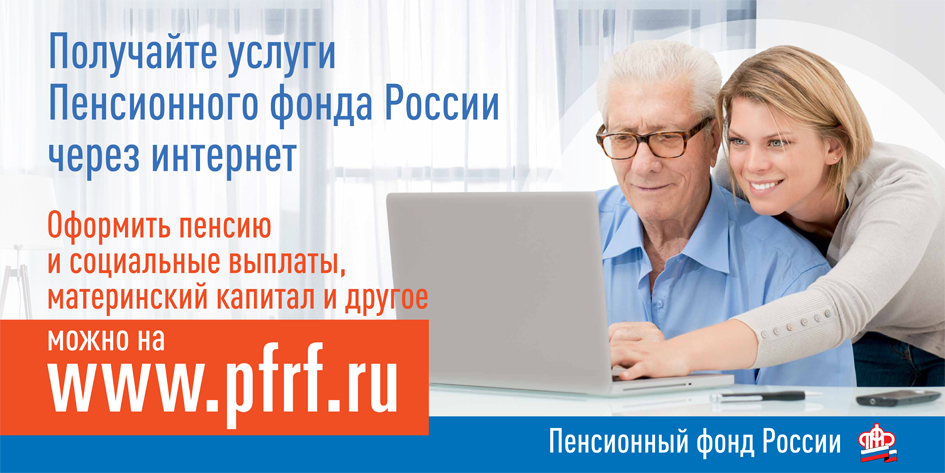 Получайте услуги
Пенсионного фонда России
через интернет
Оформить пенсию
и социальные выплаты,
материнский капитал и другое
можно на
www.pfrf.ru
Пенсионный фонд России